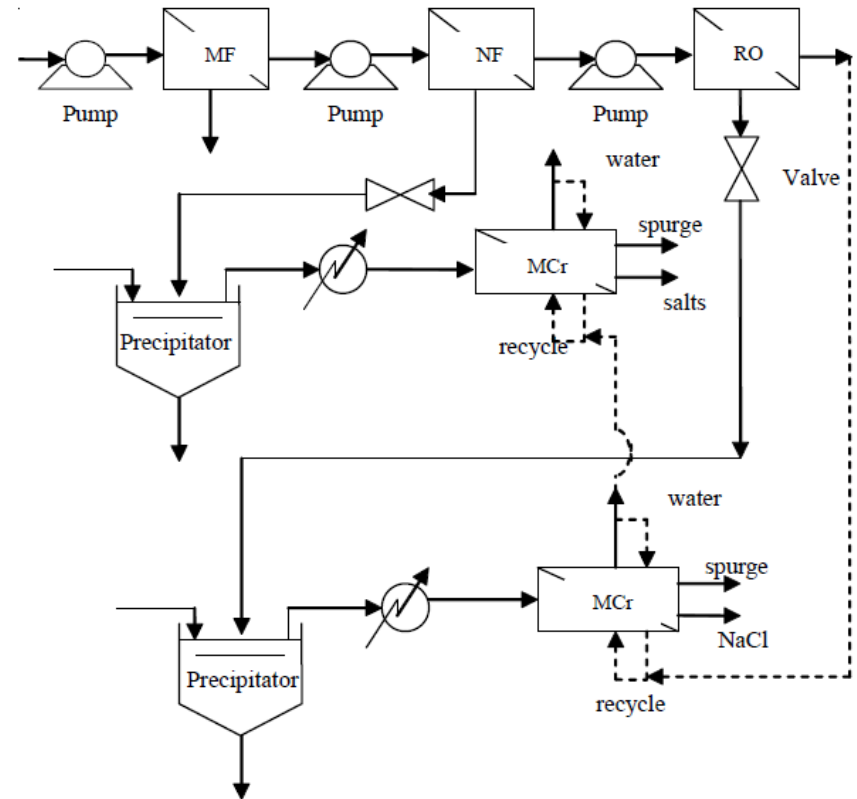 MF
NF
RO
Pump
Pump
Pump
water
Valve
spurge
MCr
salts
Precipitator
recycle
water
spurge
MCr
NaCl
Precipitator
recycle